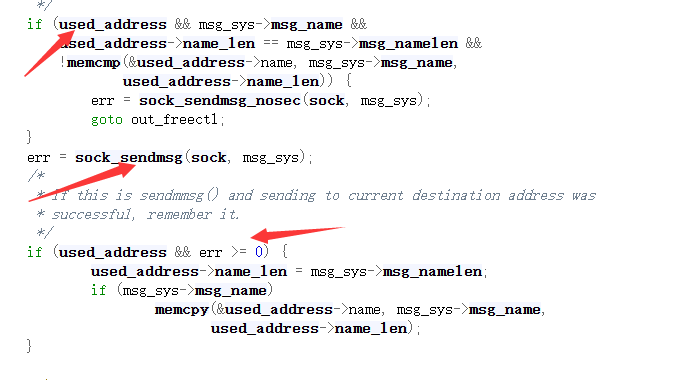 */
if (used_address && msg_sys->msg_name &&
used_address->name_len == msg_sys->msg_namelen &&
!memcmp(&used_address->name, msg_sys->msg_name,
used_address->name_len)) {
err = sock_sendmsg_nosec(sock, msg_sys);
goto out_freectl;
}
err = sock_sendmsg(sock, msg_sys);
/*
* If this is sendmmsg() and sending to current destination address was
* successful, remember it.
*/
if (used_address && err >= 0) {
used_address->name_len = msg_sys->msg_namelen;
if (msg_sys->msg_name)
memcpy(&used_address->name, msg_sys->msg_name,
used_address->name_len);
}